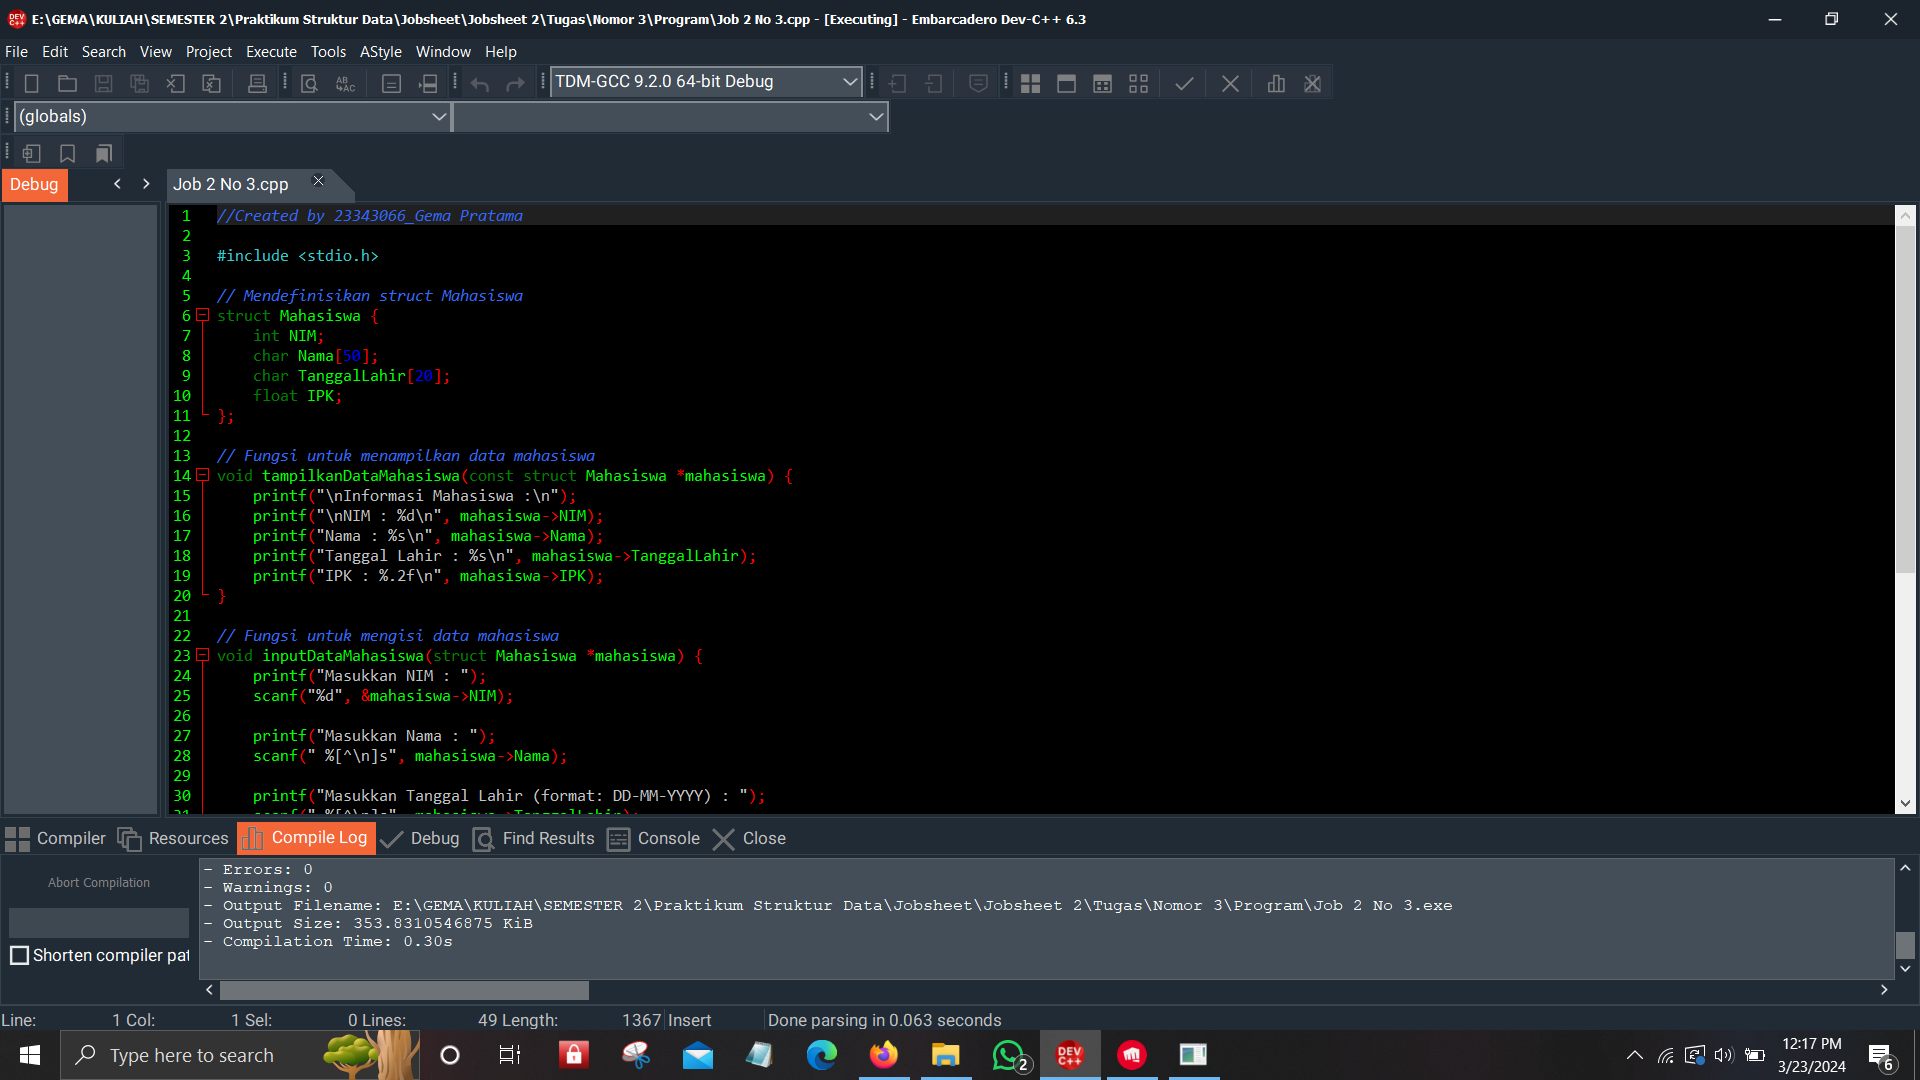 E:\GEMA\KULIAH\SEMESTER 2\Praktikum Struktur Data\Jobsheet\Jobsheet 2\Tugas\Nomor 3\Program\Job 2 No 3.cpp - [Executing] - Embarcadero Dev-C++ 6.3
File Edit Search View Project Execute Tools AStyle Window Help
TDM-GCC 9.2.0 64-bit Debug
(globals)
Debug
Job 2 No 3.cpp
1 //Created by 23343066_Gema Pratama
2
3 #include <stdio.h>
4
5 // Mendefinisikan struct Mahasiswa
6 struct Mahasiswa {
7 int NIM;
8 char Nama[50];
9 char TanggalLahir[20];
10 float IPK;
11 };
12
13 // Fungsi untuk menampilkan data mahasiswa
14 void tampilkanDataMahasiswa(const struct Mahasiswa *mahasiswa) {
15 printf("\nInformasi Mahasiswa :\n");
16 printf("\nNIM : %d\n", mahasiswa->NIM);
17 printf("Nama : %s\n", mahasiswa->Nama);
18 printf("Tanggal Lahir : %s\n", mahasiswa->TanggalLahir);
19 printf("IPK : %.2f\n", mahasiswa->IPK);
20 }
21
22 // Fungsi untuk mengisi data mahasiswa
23 void inputDataMahasiswa(struct Mahasiswa *mahasiswa) {
24 printf("Masukkan NIM : ");
25 scanf("%d", &mahasiswa->NIM);
26
27 printf("Masukkan Nama : ");
28 scanf(" %[^\n]s", mahasiswa->Nama);
29
30 printf("Masukkan Tanggal Lahir (format: DD-MM-YYYY) : ");
31 scanf(" %[^\n]s", mahasiswa->TanggalLahir);
Compiler Resources Compile Log Debug Find Results Console Close
Abort Compilation
Shorten compiler pat
- Errors: 0
- Warnings: 0
- Output Filename: E:\GEMA\KULIAH\SEMESTER 2\Praktikum Struktur Data\Jobsheet\Jobsheet 2\Tugas\Nomor 3\Program\Job 2 No 3.exe
- Output Size: 353.8310546875 KiB
- Compilation Time: 0.30s
Line: 1 Col: 1 Sel: 0 Lines: 49 Length: 1367 Insert Done parsing in 0.063 seconds
Type here to search
2
DEV C++
12:17 PM
3/23/2024
6